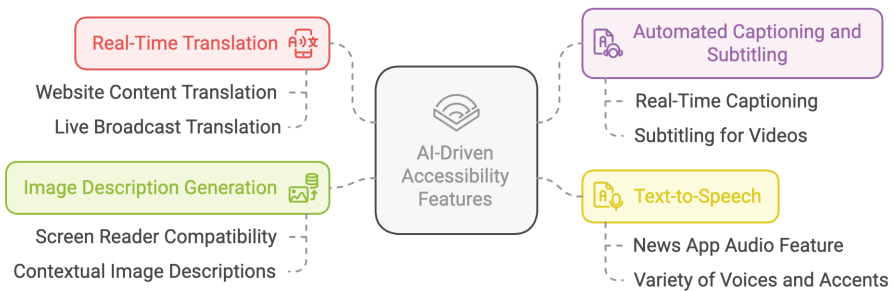 Real-Time Translation
Website Content Translation
Live Broadcast Translation
Image Description Generation
Screen Reader Compatibility
Contextual Image Descriptions
AI-Driven
Accessibility
Features
Automated Captioning and
Subtitling
Real-Time Captioning
Subtitling for Videos
Text-to-Speech
News App Audio Feature
Variety of Voices and Accents